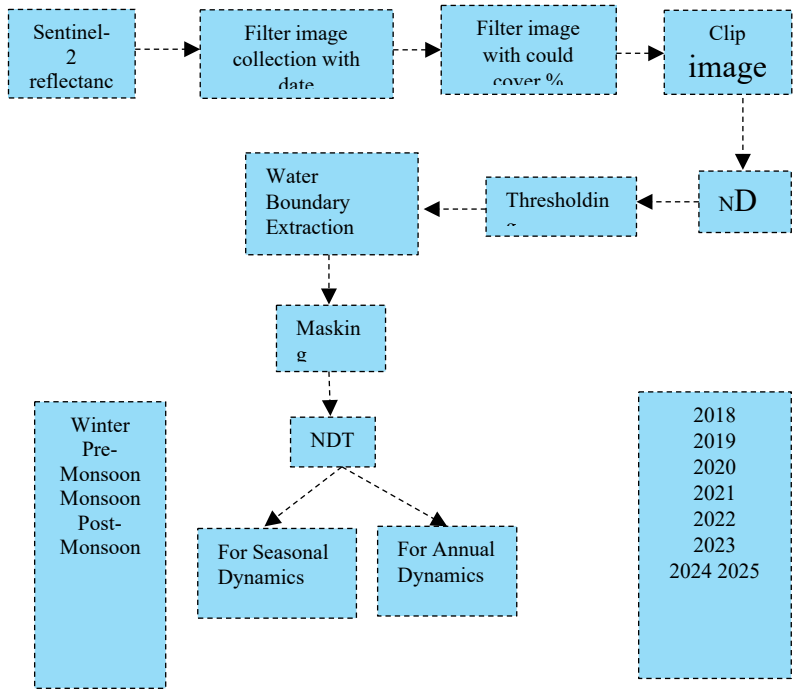 Sentinel-
2
reflectanc
Filter image
collection with
date
Filter image
with could
cover %
Clip
image
ND
Thresholdin
g
Water
Boundary
Extraction
Maskin
g
NDT
For Seasonal
Dynamics
For Annual
Dynamics
Winter
Pre-
Monsoon
Monsoon
Post-
Monsoon
2018
2019
2020
2021
2022
2023
2024 2025